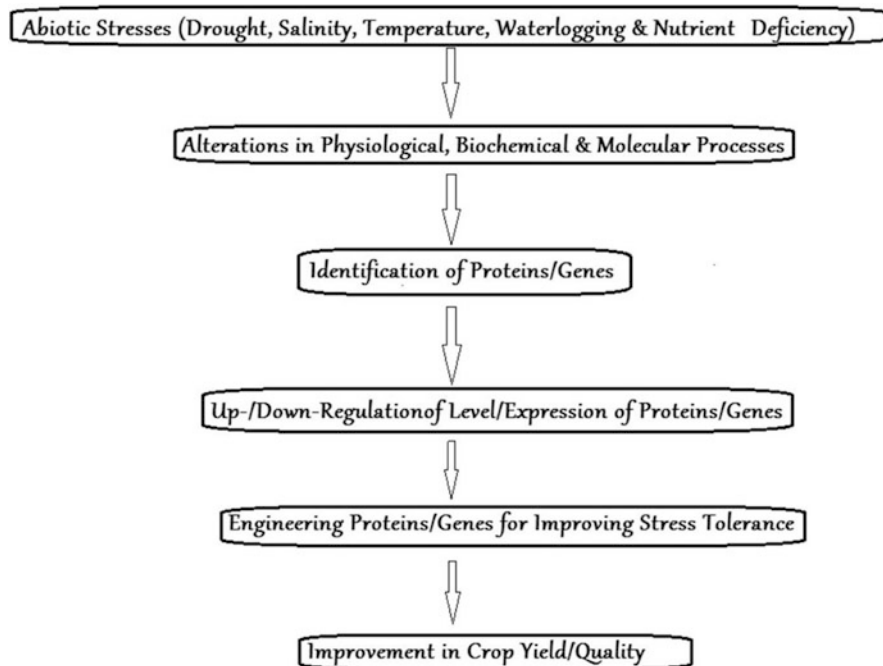 Abiotic Stresses (Drought, Salinity, Temperature, Waterlogging & Nutrient Deficiency)
Alterations in Physiological, Biochemical & Molecular Processes
Identification of Proteins/Genes
Up-/Down-Regulationof Level/Expression of Proteins/Genes
Engineering Proteins/Genes for Improving Stress Tolerance
Improvement in Crop Yield/Quality